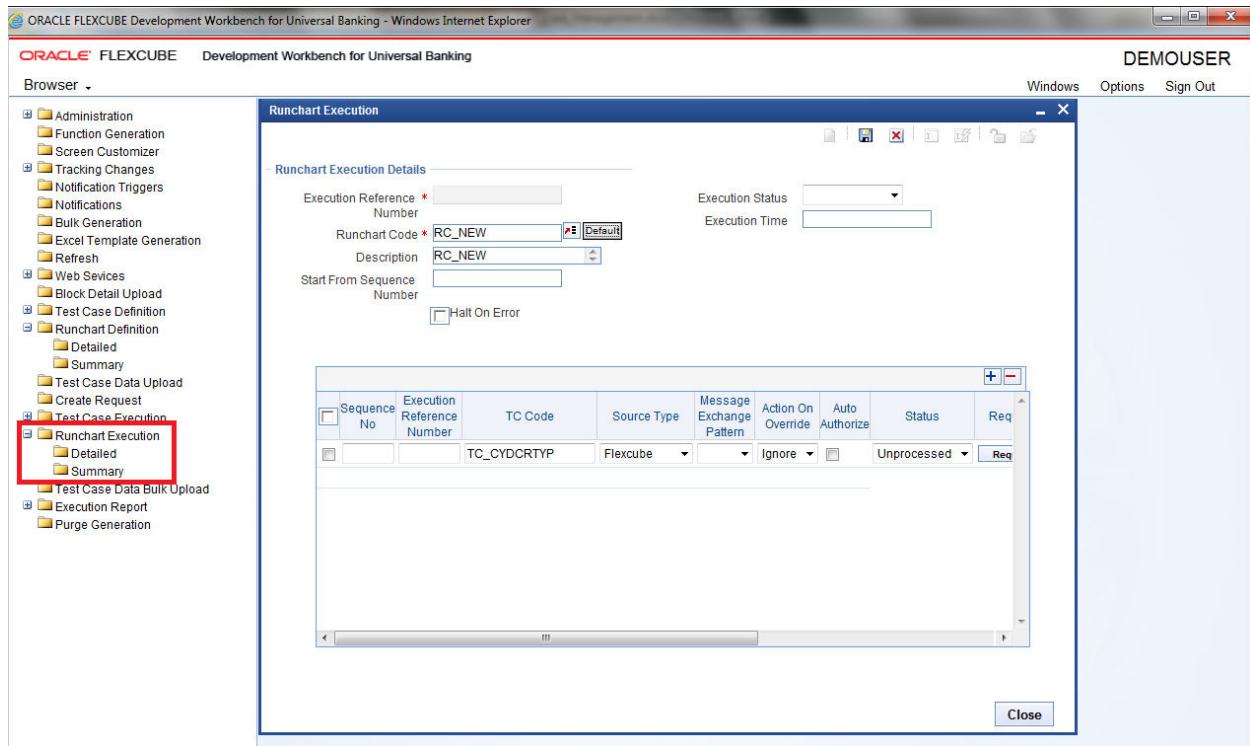 ORACLE FLEXCUBE Development Workbench for Universal Banking - Windows Internet Explorer
ORACLE FLEXCUBE Development Workbench for Universal Banking
DEMOUSER
Browser
Windows Options Sign Out
Administration
Function Generation
Screen Customizer
Tracking Changes
Notification Triggers
Notifications
Bulk Generation
Excel Template Generation
Refresh
Web Sevices
Block Detail Upload
Test Case Definition
Runchart Definition
Detailed
Summary
Test Case Data Upload
Create Request
Test Case Execution
Runchart Execution
Detailed
Summary
Test Case Data Bulk Upload
Execution Report
Purge Generation
Runchart Execution
Runchart Execution Details
Execution Reference *
Number
Runchart Code * RC_NEW Default
Description RC_NEW
Start From Sequence
Number
Halt On Error
Execution Status
Execution Time
Sequence No
Execution Reference Number
TC Code
Source Type
Message Exchange Pattern
Action On Override
Auto Authorize
Status
Req
TC_CYDCRTYP Flexcube Ignore Unprocessed Req
Close